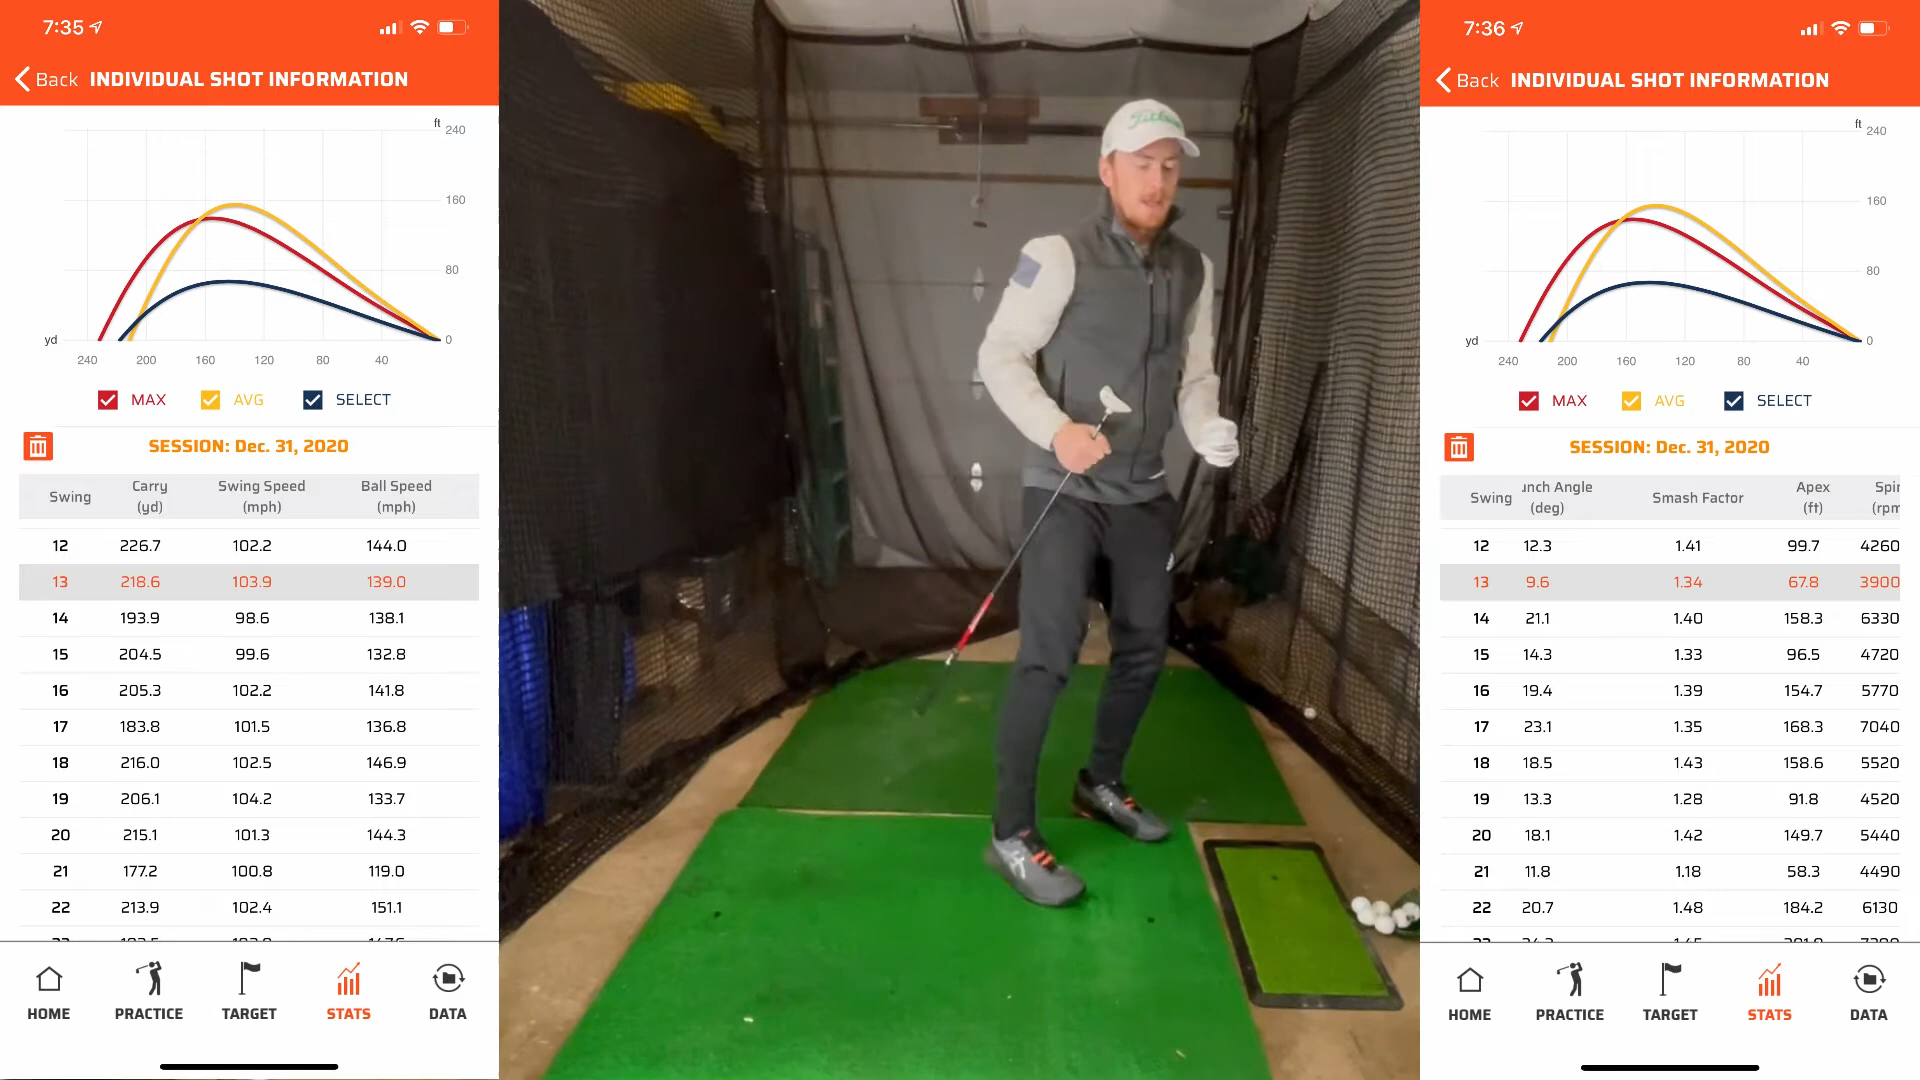 7:35
Back INDIVIDUAL SHOT INFORMATION
ft
240
160
80
yd
0
240 200 160 120 80 40
MAX AVG SELECT
SESSION: Dec. 31, 2020
Swing Carry (yd) Swing Speed (mph) Ball Speed (mph)
12 226.7 102.2 144.0
13 218.6 103.9 139.0
14 193.9 98.6 138.1
15 204.5 99.6 132.8
16 205.3 102.2 141.8
17 183.8 101.5 136.8
18 216.0 102.5 146.9
19 206.1 104.2 133.7
20 215.1 101.3 144.3
21 177.2 100.8 119.0
22 213.9 102.4 151.1
HOME PRACTICE TARGET STATS DATA
Titleist
7:36
Back INDIVIDUAL SHOT INFORMATION
ft
240
160
80
yd
0
240 200 160 120 80 40
MAX AVG SELECT
SESSION: Dec. 31, 2020
Swing unch Angle (deg) Smash Factor Apex (ft) Spin (rpm
12 12.3 1.41 99.7 4260
13 9.6 1.34 67.8 3900
14 21.1 1.40 158.3 6330
15 14.3 1.33 96.5 4720
16 19.4 1.39 154.7 5770
17 23.1 1.35 168.3 7040
18 18.5 1.43 158.6 5520
19 13.3 1.28 91.8 4520
20 18.1 1.42 149.7 5440
21 11.8 1.18 58.3 4490
22 20.7 1.48 184.2 6130
HOME PRACTICE TARGET STATS DATA